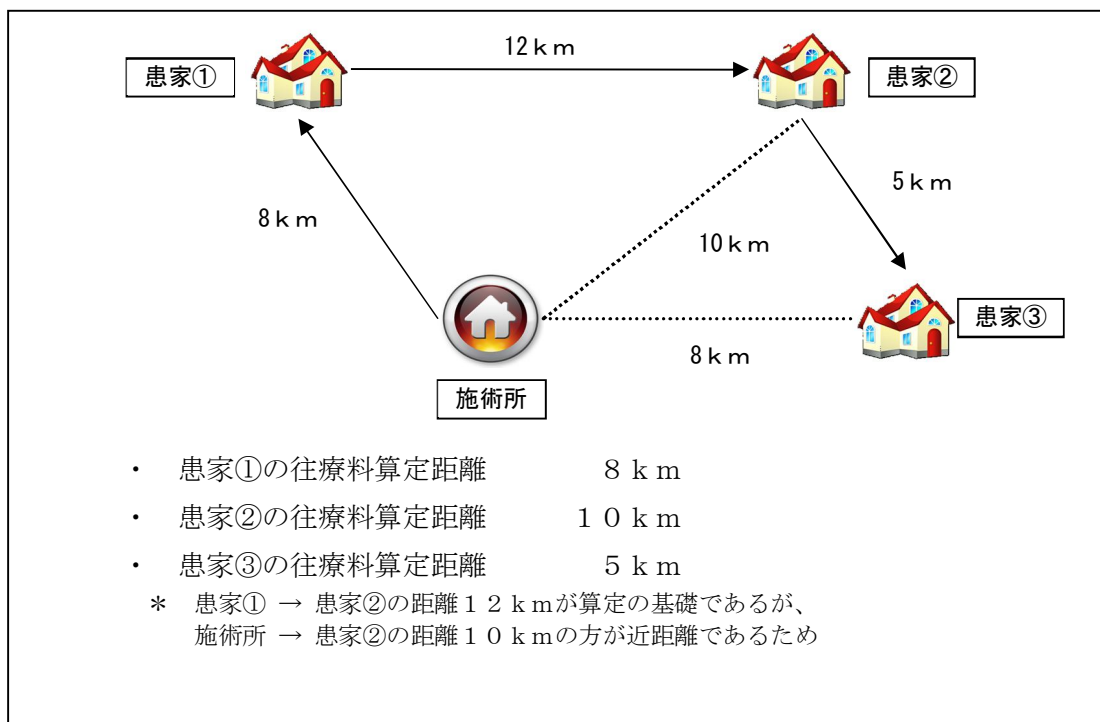 12ｋｍ
患家①
患家②
5ｋｍ
8ｋｍ
10ｋｍ
患家③
8ｋｍ
施術所
・　患家①の往療料算定距離　　　　８ｋｍ
・　患家②の往療料算定距離　　　１０ｋｍ
・　患家③の往療料算定距離　　　　５ｋｍ
＊　患家① → 患家②の距離１２ｋｍが算定の基礎であるが、
施術所 → 患家②の距離１０ｋｍの方が近距離であるため